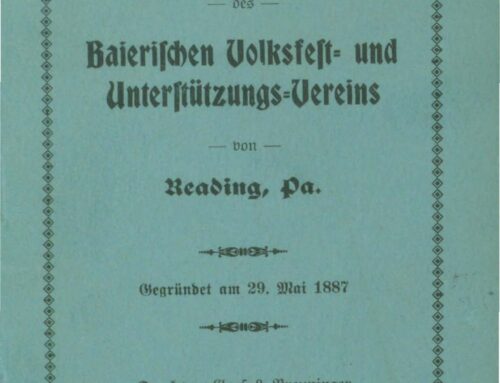 — des —
Baierischen Volksfest- und
Unterstützungs-Vereins
— von —
Reading, Pa.
Gegründet am 29. Mai 1887